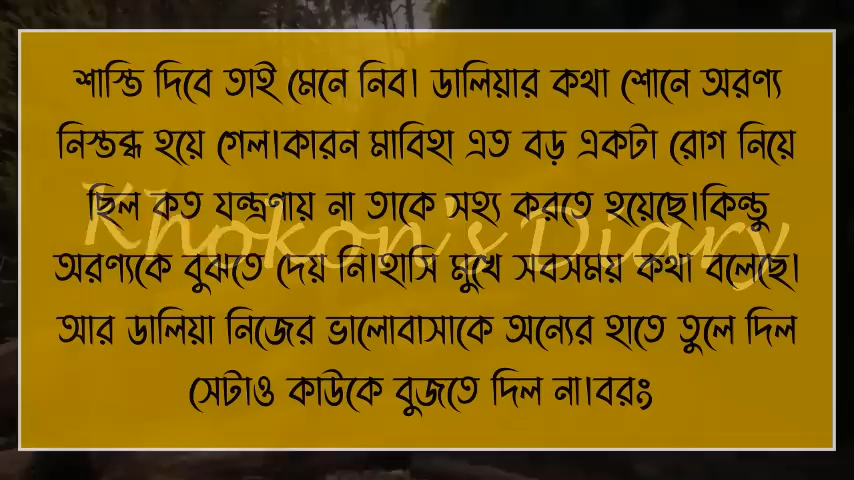 শাস্তি দিবে তাই মেনে নিব। ডালিয়ার কথা শোনে অরণ্য
নিস্তব্ধ হয়ে গেল।কারন মাবিহা এত বড় একটা রোগ নিয়ে
ছিল কত যন্ত্রণায় না তাকে সহ্য করতে হয়েছে।কিন্তু
Khokon's Diary
অরণ্যকে বুঝতে দেয় নি।হাসি মুখে সবসময় কথা বলেছে।
আর ডালিয়া নিজের ভালোবাসাকে অন্যের হাতে তুলে দিল
সেটাও কাউকে বুজতে দিল না।বরং